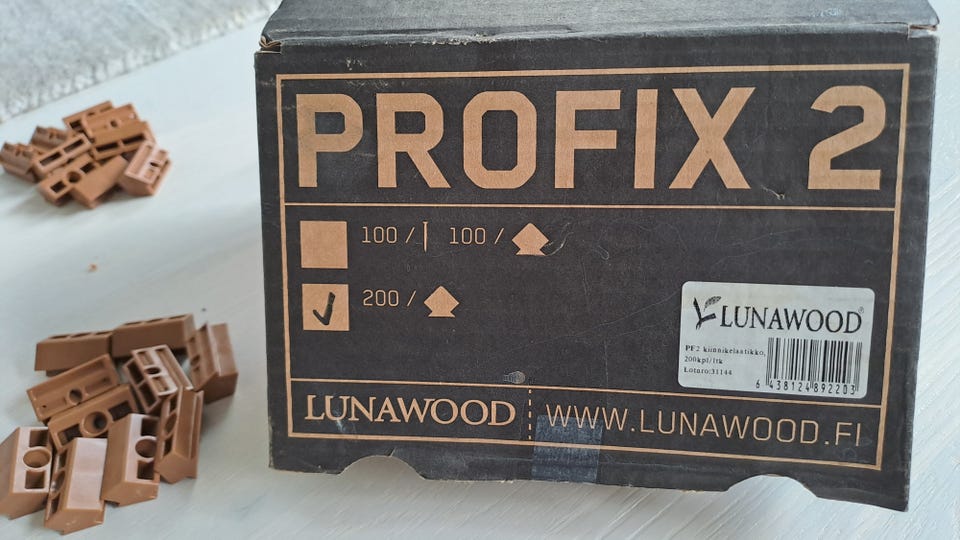 PROFIX 2
100 / 100 /
200 /
LUNAWOOD®
PF2 kiinnikelaatikko,
200kpl/ltk
Lotnro:31144
6 438124 892203
LUNAWOOD WWW.LUNAWOOD.FI